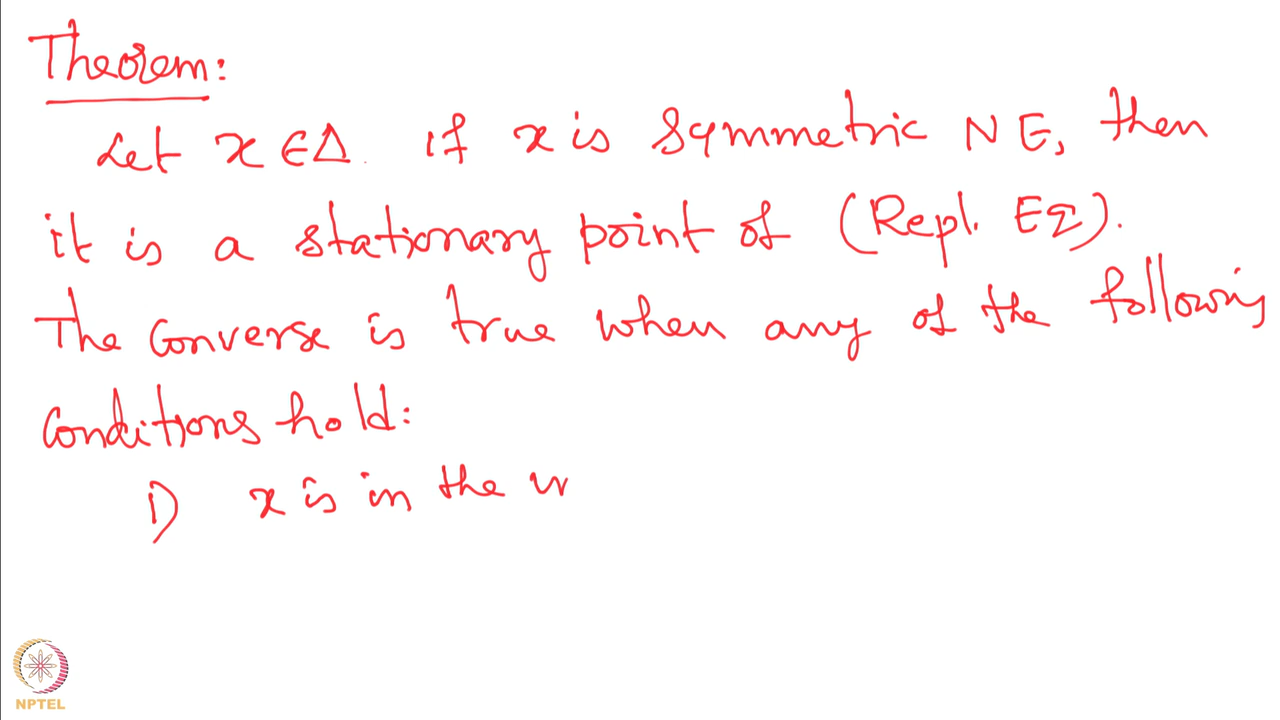 Theorem:
Let x ∈ Δ. if x is symmetric NE, then
it is a stationary point of (Repl. EQ).
The Converse is true when any of the following
Conditions hold:
1) x is in the
NPTEL